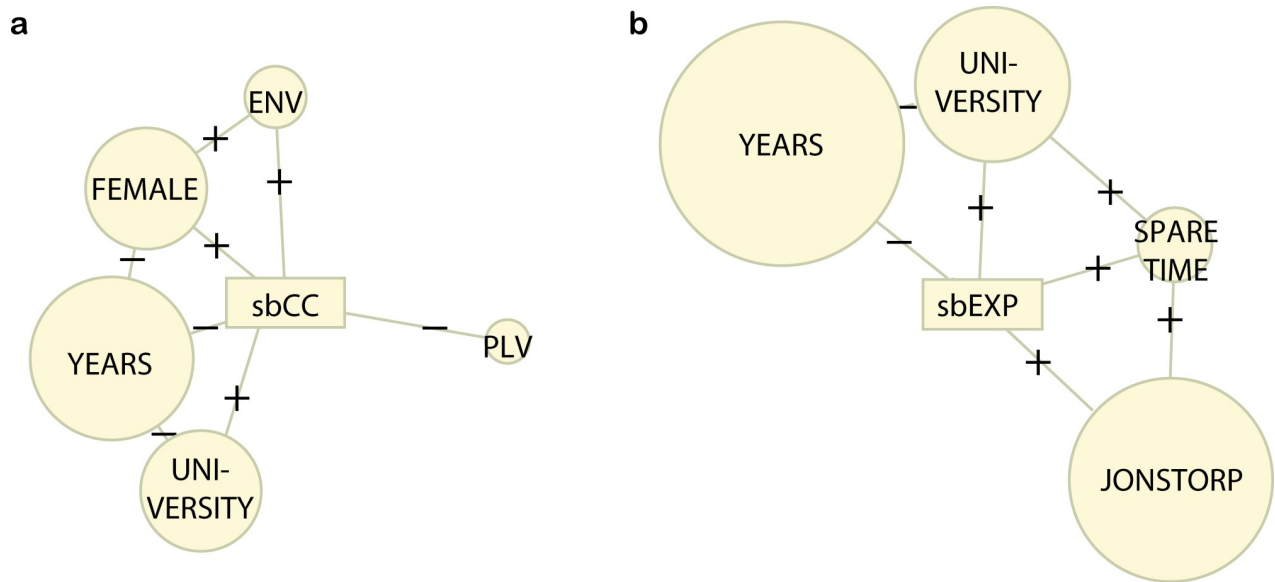 a
ENV
+
+
FEMALE
+
−
sbCC
YEARS
−
−
PLV
+
−
UNI-
VERSITY
b
UNI-
VERSITY
−
YEARS
+
+
SPARE
TIME
−
+
sbEXP
+
+
JONSTORP